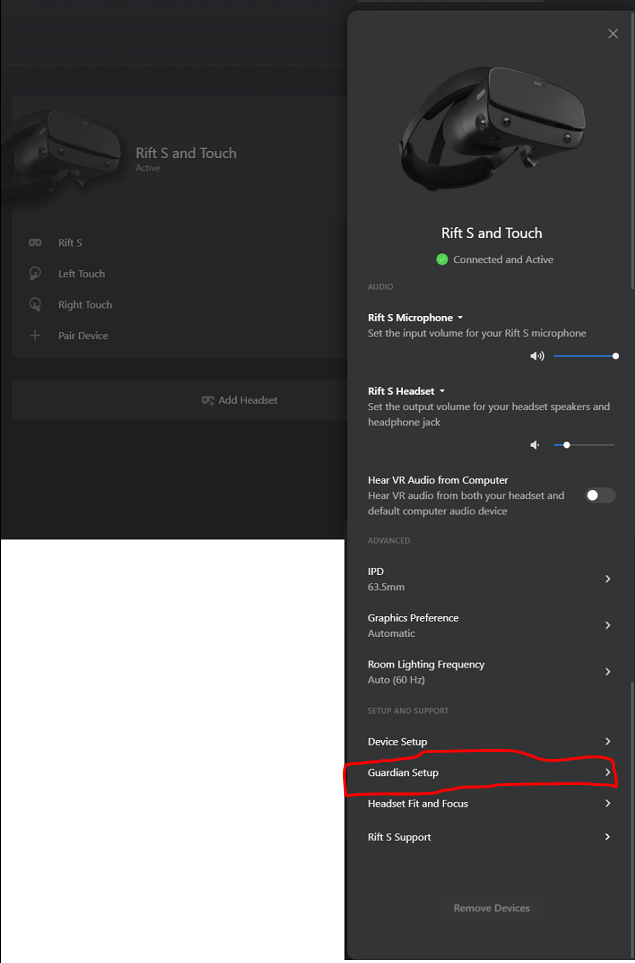 Rift S and Touch
Active
Rift S
Left Touch
Right Touch
Pair Device
Add Headset
Rift S and Touch
Connected and Active
AUDIO
Rift S Microphone
Set the input volume for your Rift S microphone
Rift S Headset
Set the output volume for your headset speakers and
headphone jack
Hear VR Audio from Computer
Hear VR audio from both your headset and
default computer audio device
ADVANCED
IPD
63.5mm
Graphics Preference
Automatic
Room Lighting Frequency
Auto (60 Hz)
SETUP AND SUPPORT
Device Setup
Guardian Setup
Headset Fit and Focus
Rift S Support
Remove Devices